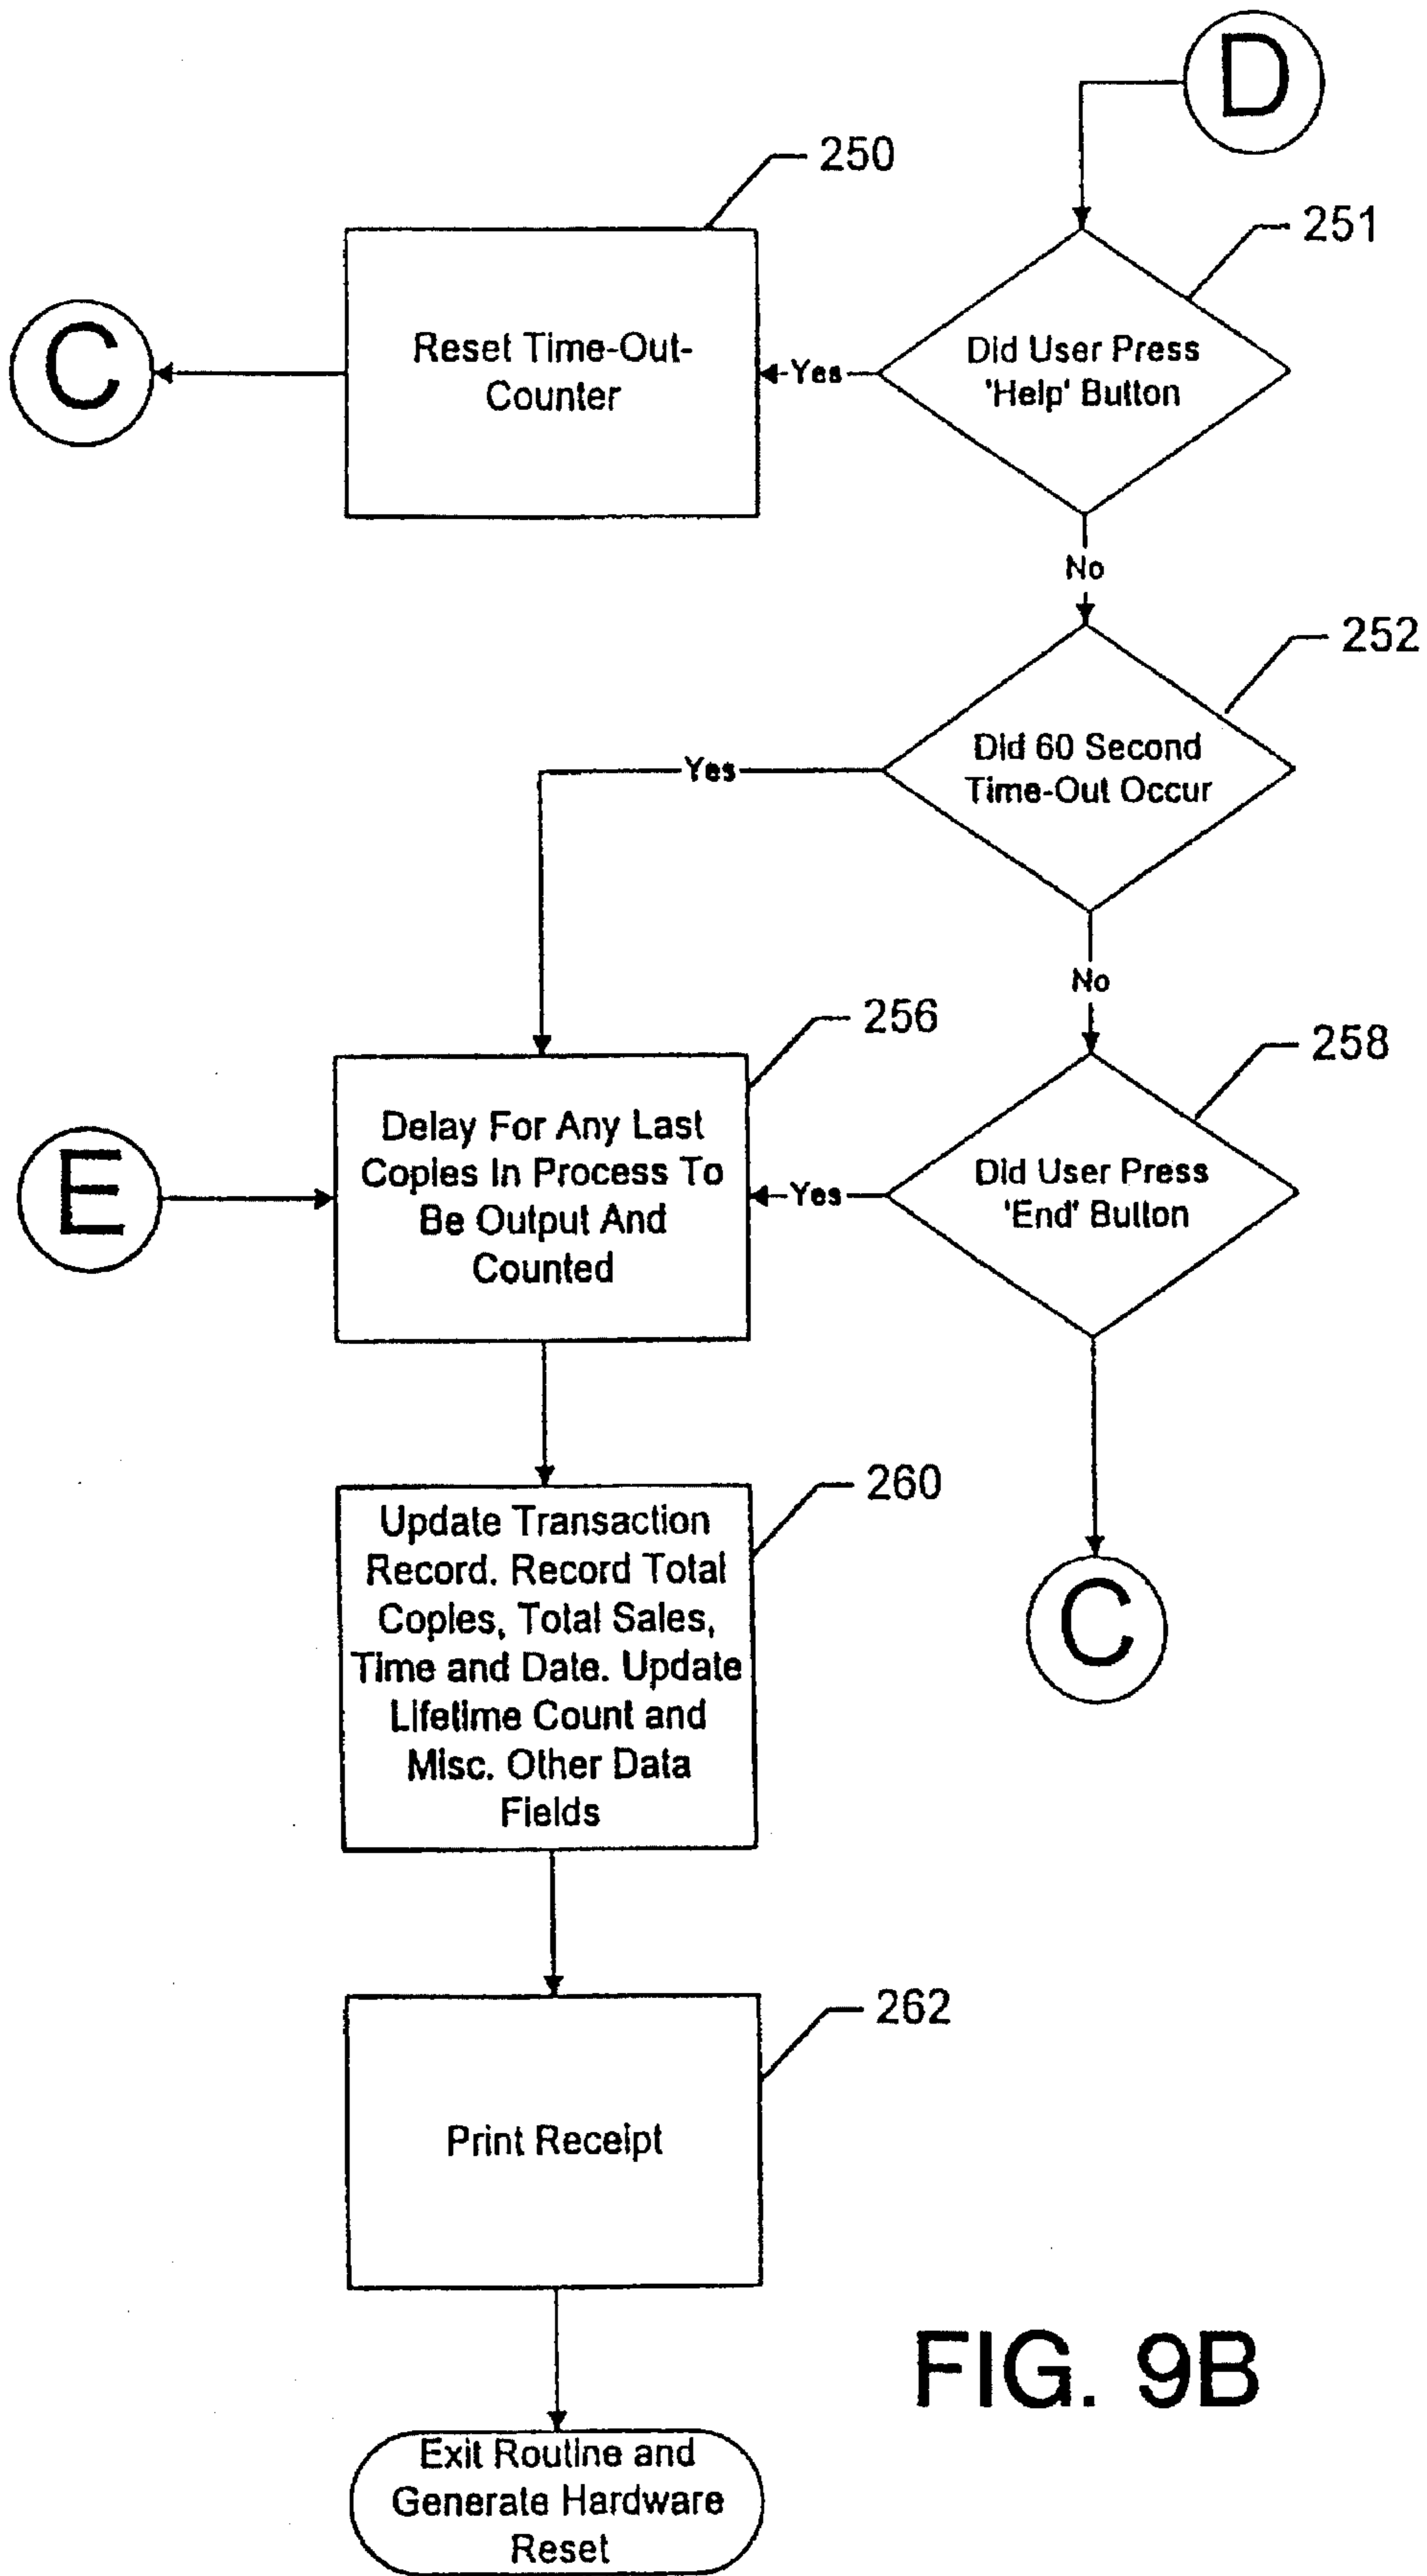 D
250
251
Reset Time-Out-
Counter
C
Yes
Did User Press
'Help' Button
No
252
Did 60 Second
Time-Out Occur
Yes
No
256
258
Delay For Any Last
Copies In Process To
Be Output And
Counted
E
Yes
Did User Press
'End' Button
260
Update Transaction
Record. Record Total
Copies, Total Sales,
Time and Date. Update
Lifetime Count and
Misc. Other Data
Fields
C
262
Print Receipt
FIG. 9B
Exit Routine and
Generate Hardware
Reset